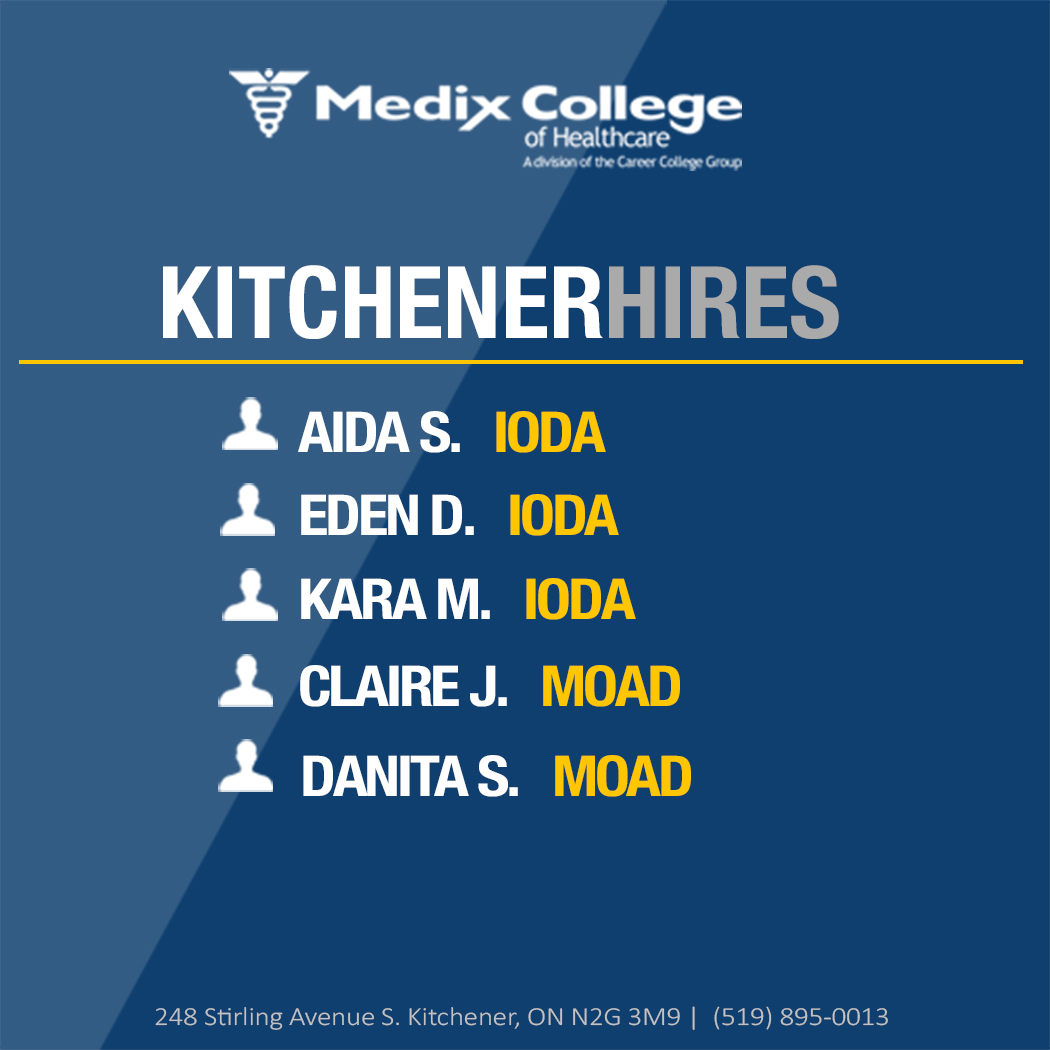 Medix College
of Healthcare
A division of the Career College Group
KITCHENERHIRES
AIDA S. IODA
EDEN D. IODA
KARA M. IODA
CLAIRE J. MOAD
DANITA S. MOAD
248 Stirling Avenue S. Kitchener, ON N2G 3M9 | (519) 895-0013